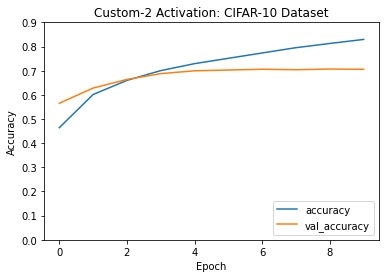 Custom-2 Activation: CIFAR-10 Dataset
0.9
0.8
0.7
0.6
0.5
0.4
0.3
0.2
0.1
0.0
Accuracy
accuracy
val_accuracy
0 2 4 6 8
Epoch